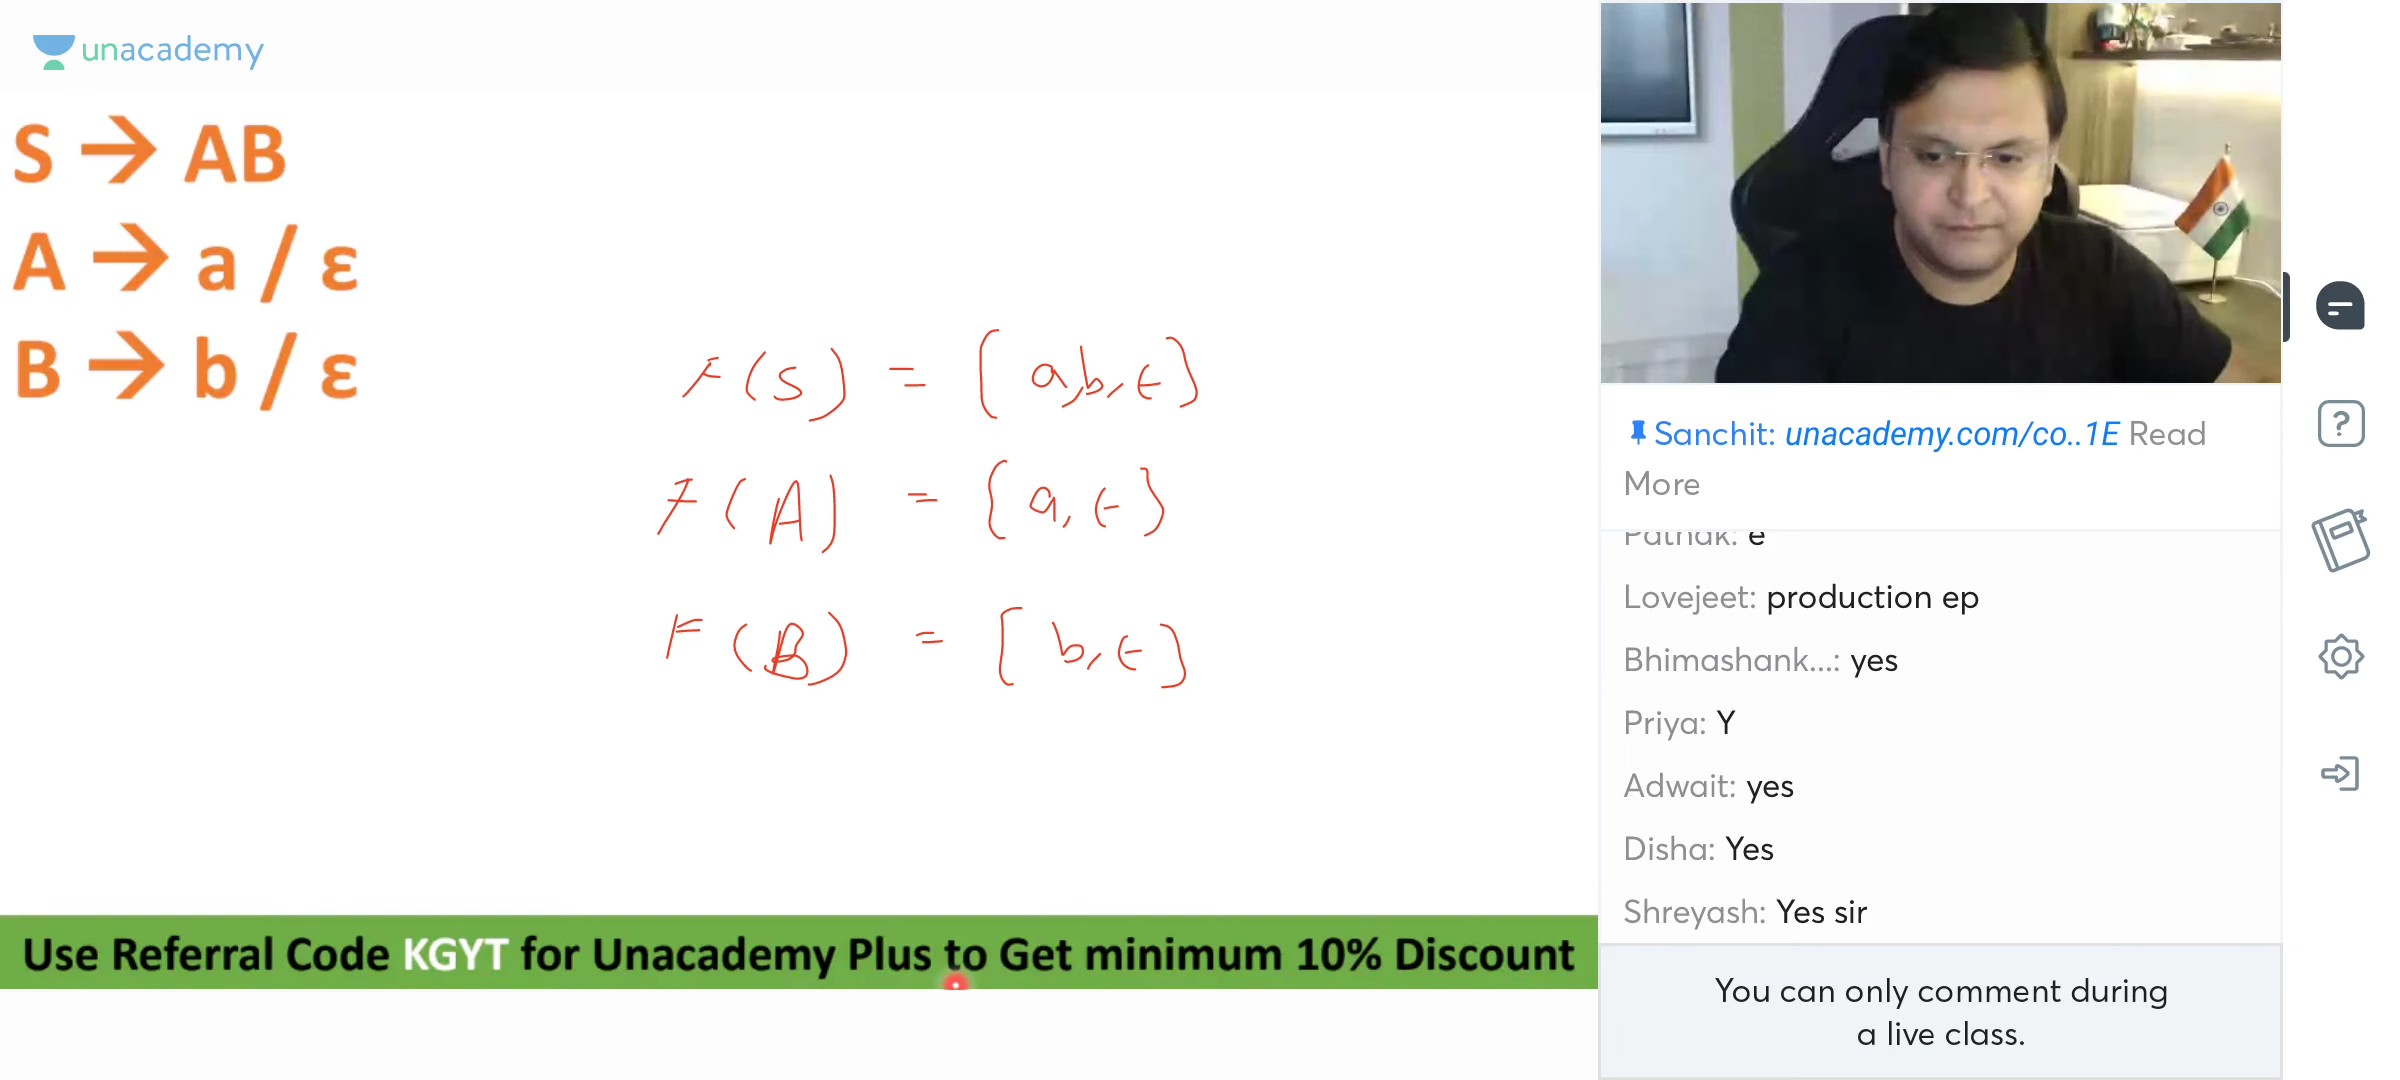 unacademy
S → AB
A → a / ε
B → b / ε
F(S) = { a,b,ϵ}
F(A) = { a, ϵ}
F(B) = { b,ϵ}
Use Referral Code KGYT for Unacademy Plus to Get minimum 10% Discount
Sanchit: unacademy.com/co..1E Read
More
Pathak: e
Lovejeet: production ep
Bhimashank...: yes
Priya: Y
Adwait: yes
Disha: Yes
Shreyash: Yes sir
You can only comment during
a live class.
?